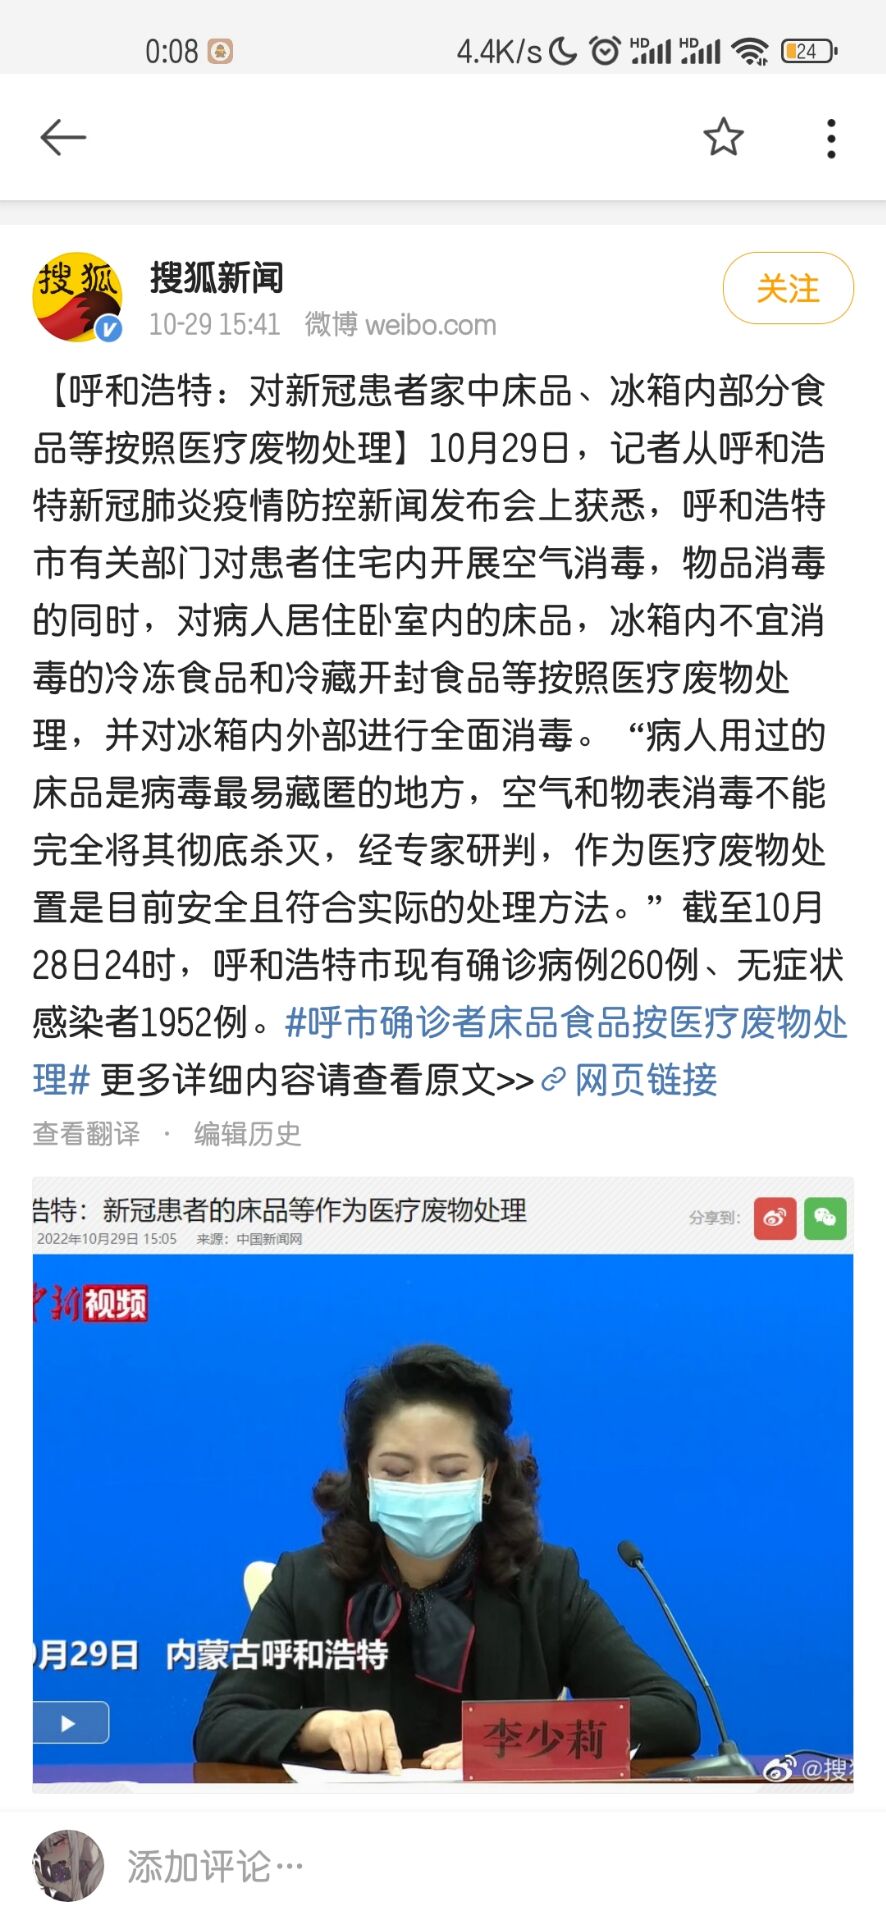 0:08
4.4K/s
HD
HD
24
搜狐
搜狐新闻
关注
10-29 15:41 微博 weibo.com
【呼和浩特：对新冠患者家中床品、冰箱内部分食
品等按照医疗废物处理】10月29日，记者从呼和浩
特新冠肺炎疫情防控新闻发布会上获悉，呼和浩特
市有关部门对患者住宅内开展空气消毒，物品消毒
的同时，对病人居住卧室内的床品，冰箱内不宜消
毒的冷冻食品和冷藏开封食品等按照医疗废物处
理，并对冰箱内外部进行全面消毒。“病人用过的
床品是病毒最易藏匿的地方，空气和物表消毒不能
完全将其彻底杀灭，经专家研判，作为医疗废物处
置是目前安全且符合实际的处理方法。”截至10月
28日24时，呼和浩特市现有确诊病例260例、无症状
感染者1952例。#呼市确诊者床品食品按医疗废物处
理# 更多详细内容请查看原文>> 网页链接
查看翻译 · 编辑历史
浩特：新冠患者的床品等作为医疗废物处理
分享到：
2022年10月29日 15:05 来源：中国新闻网
中新视频
月29日 内蒙古呼和浩特
李少莉
@搜狐
添加评论…